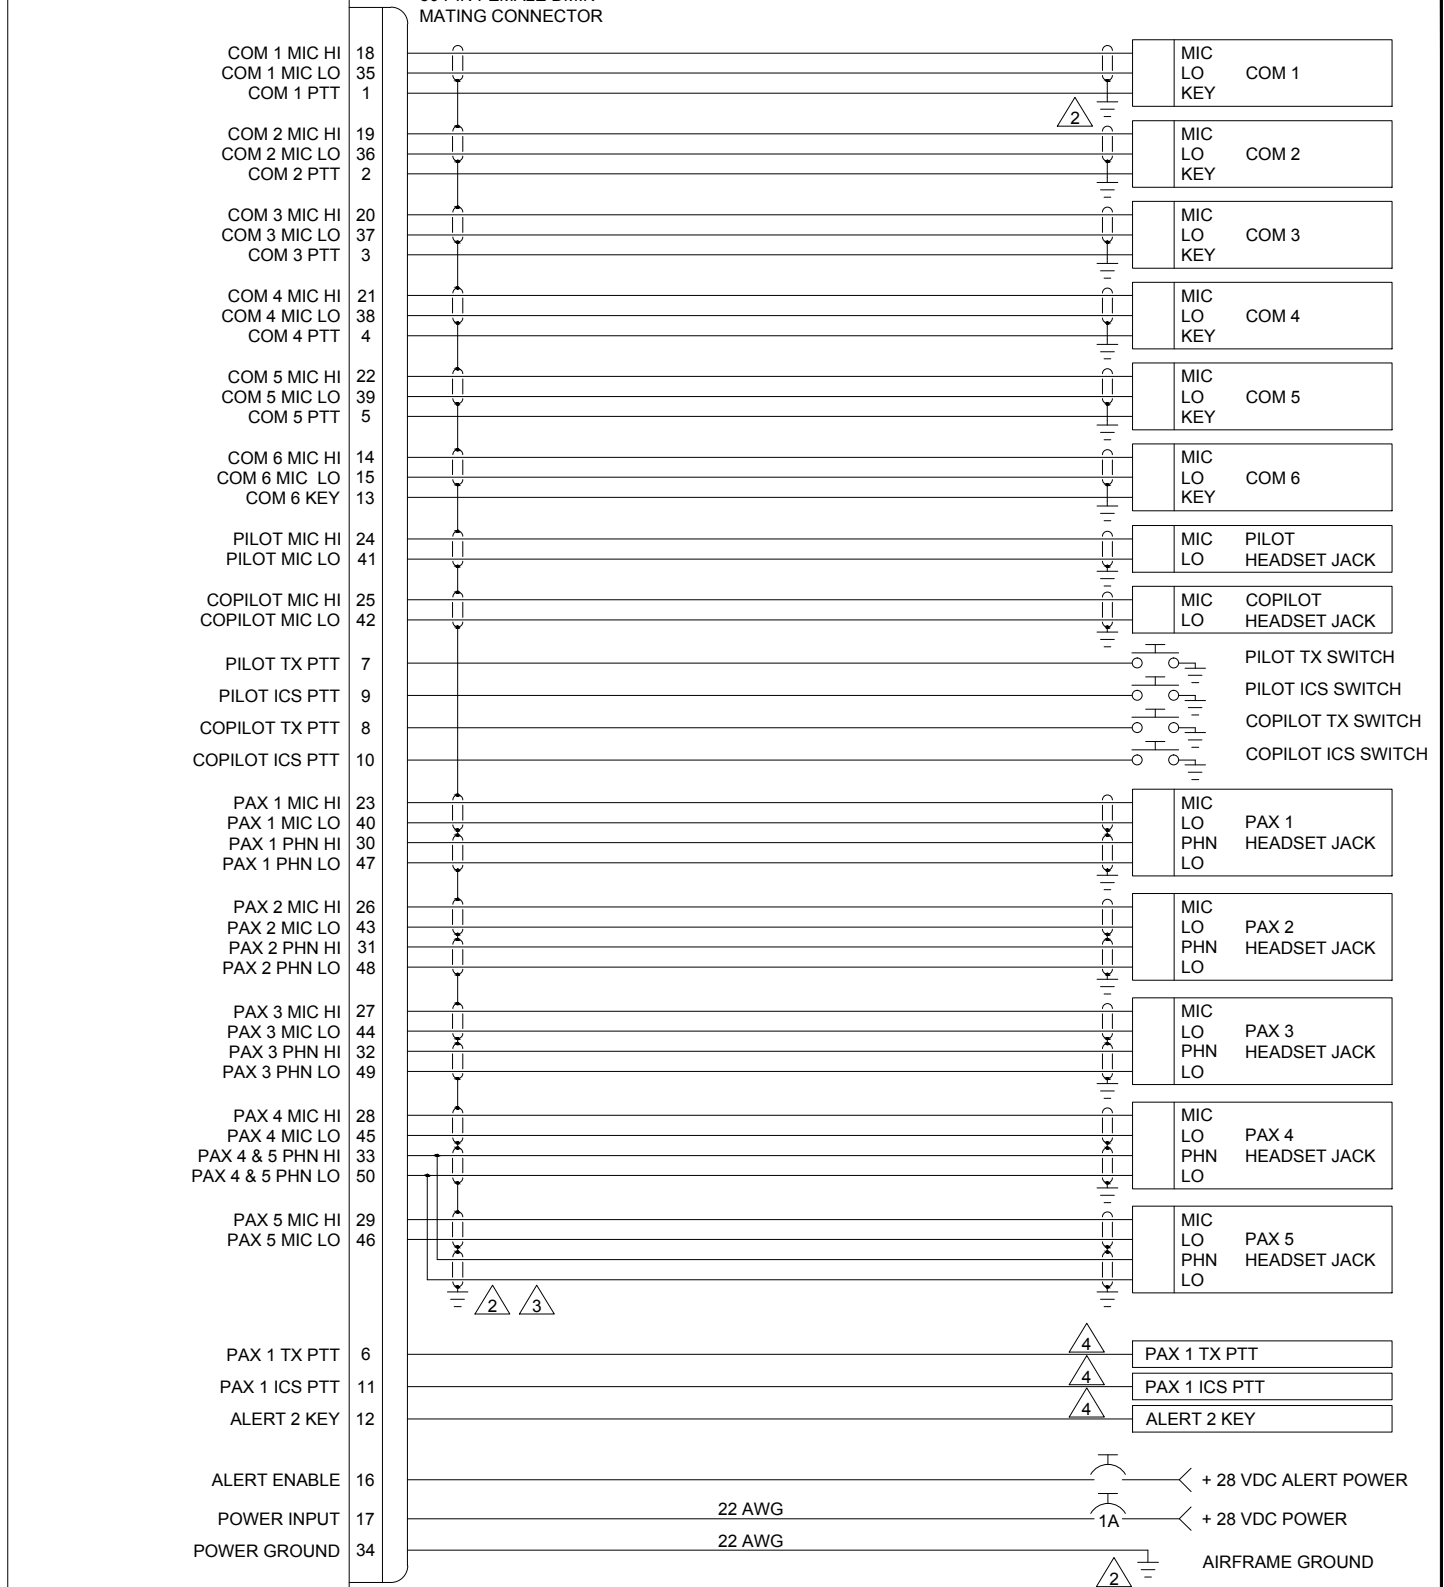 MATING CONNECTOR
COM 1 MIC HI 18 MIC
COM 1 MIC LO 35 LO COM 1
COM 1 PTT 1 KEY
2
COM 2 MIC HI 19 MIC
COM 2 MIC LO 36 LO COM 2
COM 2 PTT 2 KEY
COM 3 MIC HI 20 MIC
COM 3 MIC LO 37 LO COM 3
COM 3 PTT 3 KEY
COM 4 MIC HI 21 MIC
COM 4 MIC LO 38 LO COM 4
COM 4 PTT 4 KEY
COM 5 MIC HI 22 MIC
COM 5 MIC LO 39 LO COM 5
COM 5 PTT 5 KEY
COM 6 MIC HI 14 MIC
COM 6 MIC LO 15 LO COM 6
COM 6 KEY 13 KEY
PILOT MIC HI 24 MIC PILOT
PILOT MIC LO 41 LO HEADSET JACK
COPILOT MIC HI 25 MIC COPILOT
COPILOT MIC LO 42 LO HEADSET JACK
PILOT TX PTT 7 PILOT TX SWITCH
PILOT ICS PTT 9 PILOT ICS SWITCH
COPILOT TX PTT 8 COPILOT TX SWITCH
COPILOT ICS PTT 10 COPILOT ICS SWITCH
PAX 1 MIC HI 23 MIC
PAX 1 MIC LO 40 LO PAX 1
PAX 1 PHN HI 30 PHN HEADSET JACK
PAX 1 PHN LO 47 LO
PAX 2 MIC HI 26 MIC
PAX 2 MIC LO 43 LO PAX 2
PAX 2 PHN HI 31 PHN HEADSET JACK
PAX 2 PHN LO 48 LO
PAX 3 MIC HI 27 MIC
PAX 3 MIC LO 44 LO PAX 3
PAX 3 PHN HI 32 PHN HEADSET JACK
PAX 3 PHN LO 49 LO
PAX 4 MIC HI 28 MIC
PAX 4 MIC LO 45 LO PAX 4
PAX 4 & 5 PHN HI 33 PHN HEADSET JACK
PAX 4 & 5 PHN LO 50 LO
PAX 5 MIC HI 29 MIC
PAX 5 MIC LO 46 LO PAX 5
PHN HEADSET JACK
LO
2 3
4
PAX 1 TX PTT 6 PAX 1 TX PTT
4
PAX 1 ICS PTT 11 PAX 1 ICS PTT
4
ALERT 2 KEY 12 ALERT 2 KEY
ALERT ENABLE 16 + 28 VDC ALERT POWER
22 AWG
POWER INPUT 17 1A + 28 VDC POWER
22 AWG
POWER GROUND 34 AIRFRAME GROUND
2